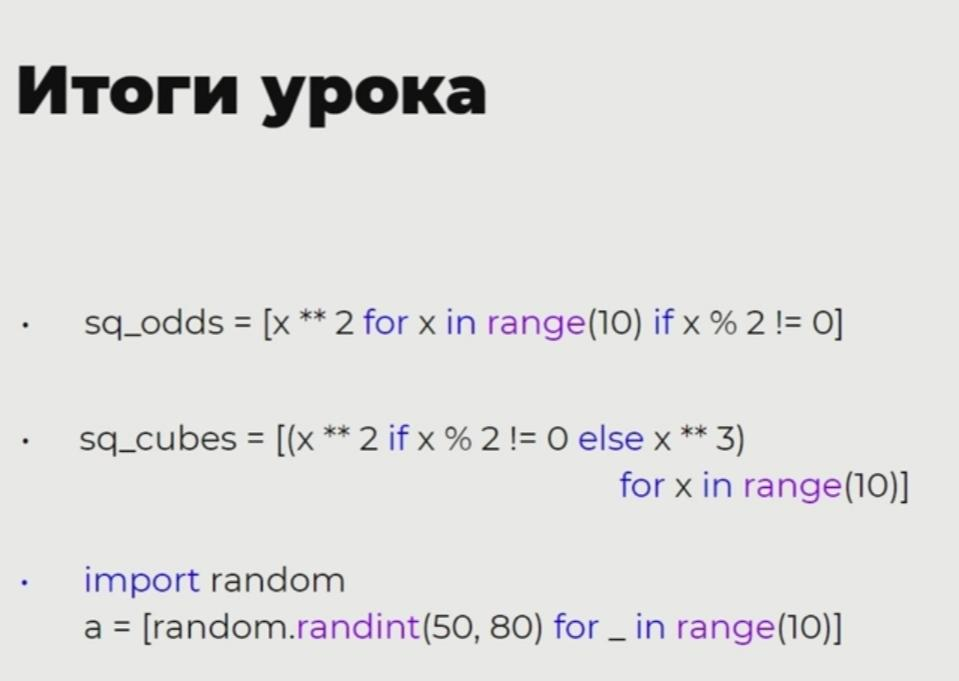 Итоги урока
• sq_odds = [x ** 2 for x in range(10) if x % 2 != 0]
• sq_cubes = [(x ** 2 if x % 2 != 0 else x ** 3)
for x in range(10)]
• import random
a = [random.randint(50, 80) for _ in range(10)]